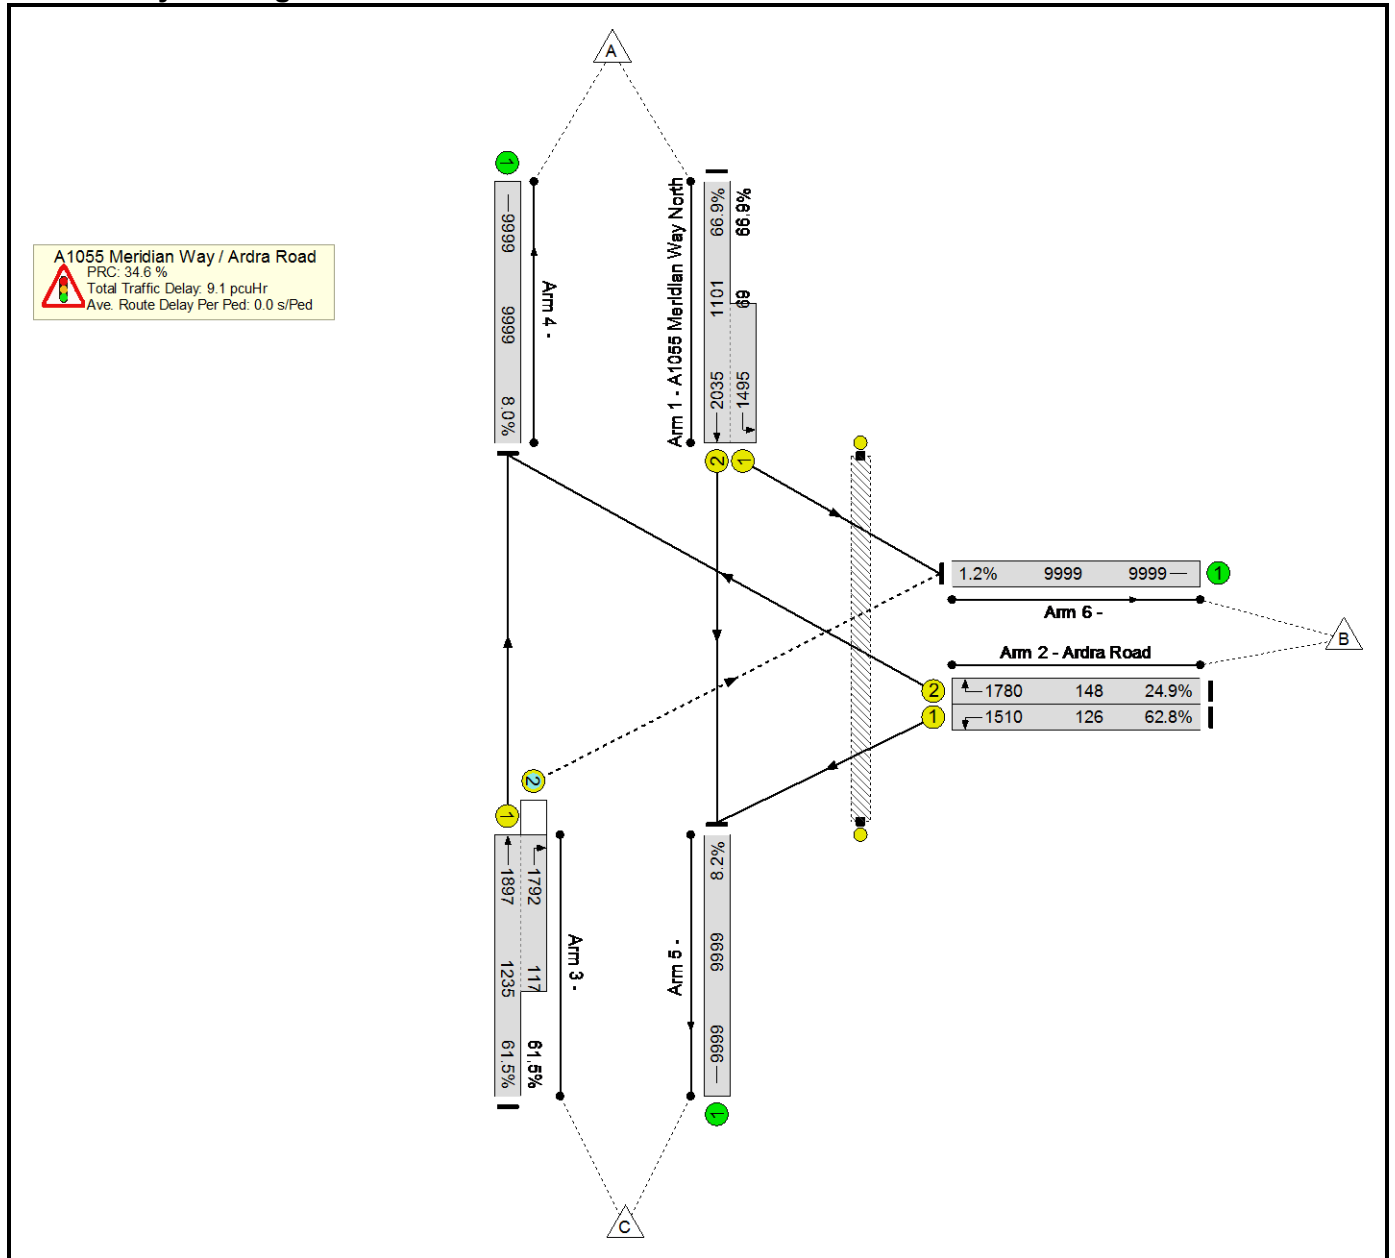 A
1
9999
9999
8.0%
Arm 4 -
Arm 1 - A1055 Meridian Way North
66.9%
66.9%
1101
69
2035
1495
2
1
A1055 Meridian Way / Ardra Road
PRC: 34.6 %
Total Traffic Delay: 9.1 pcuHr
Ave. Route Delay Per Ped: 0.0 s/Ped
1.2% 9999 9999
1
Arm 6 -
B
Arm 2 - Ardra Road
2
1780 148 24.9%
1
1510 126 62.8%
2
1
1897
1792
1235
117
61.5%
61.5%
Arm 3 -
Arm 5 -
8.2%
9999
9999
1
C